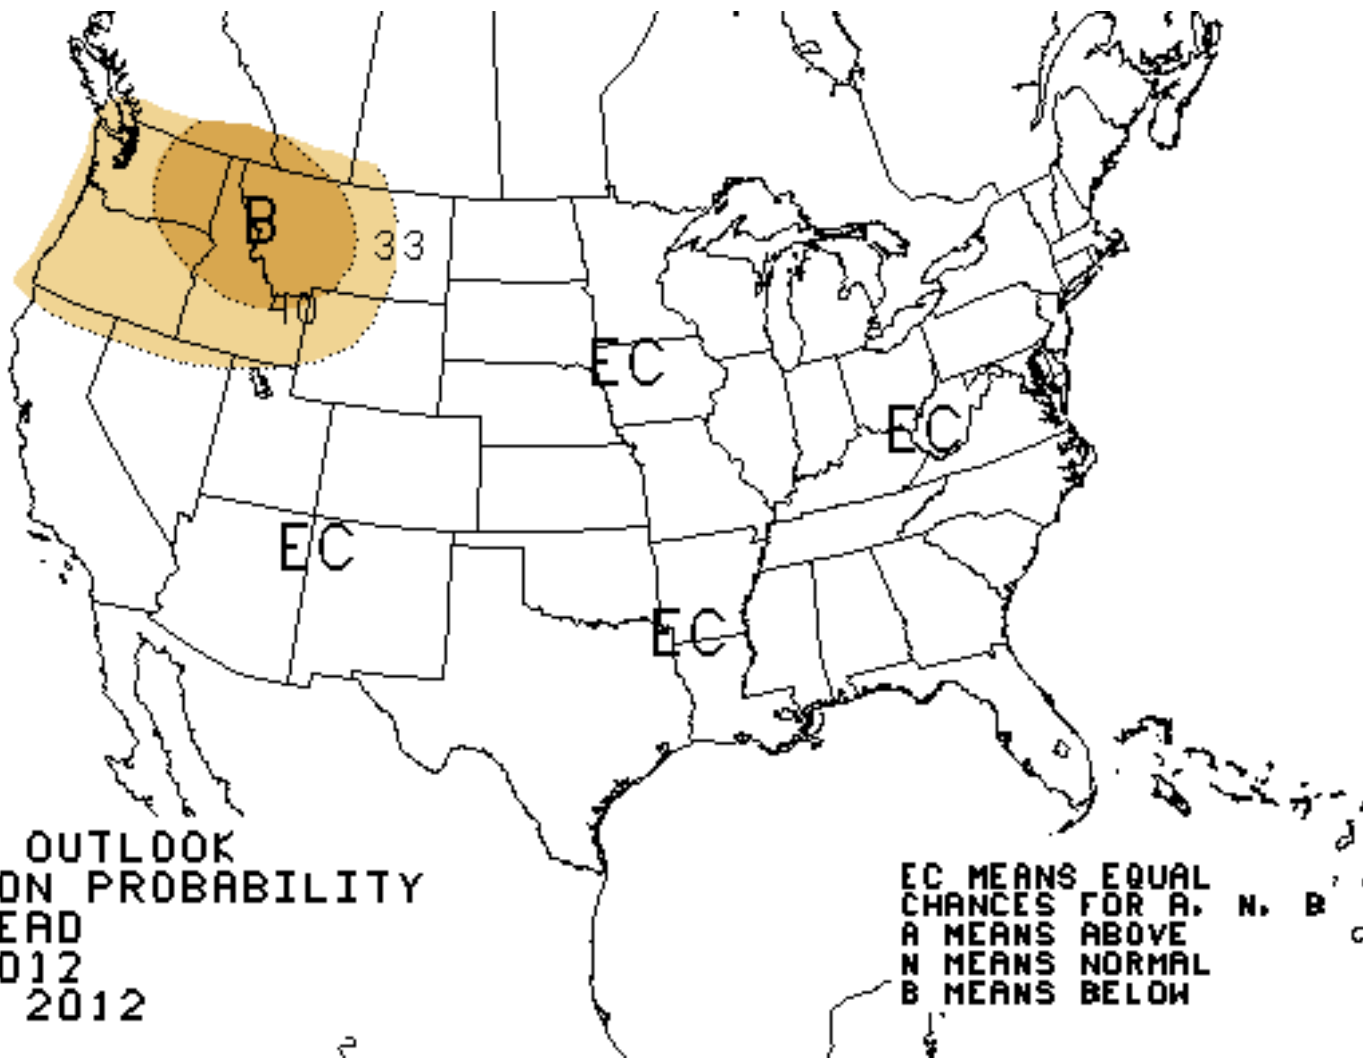 B
33
40
EC
EC
EC
EC
OUTLOOK
ON PROBABILITY
EAD
012
2012
EC MEANS EQUAL
CHANCES FOR A, N, B
A MEANS ABOVE
N MEANS NORMAL
B MEANS BELOW